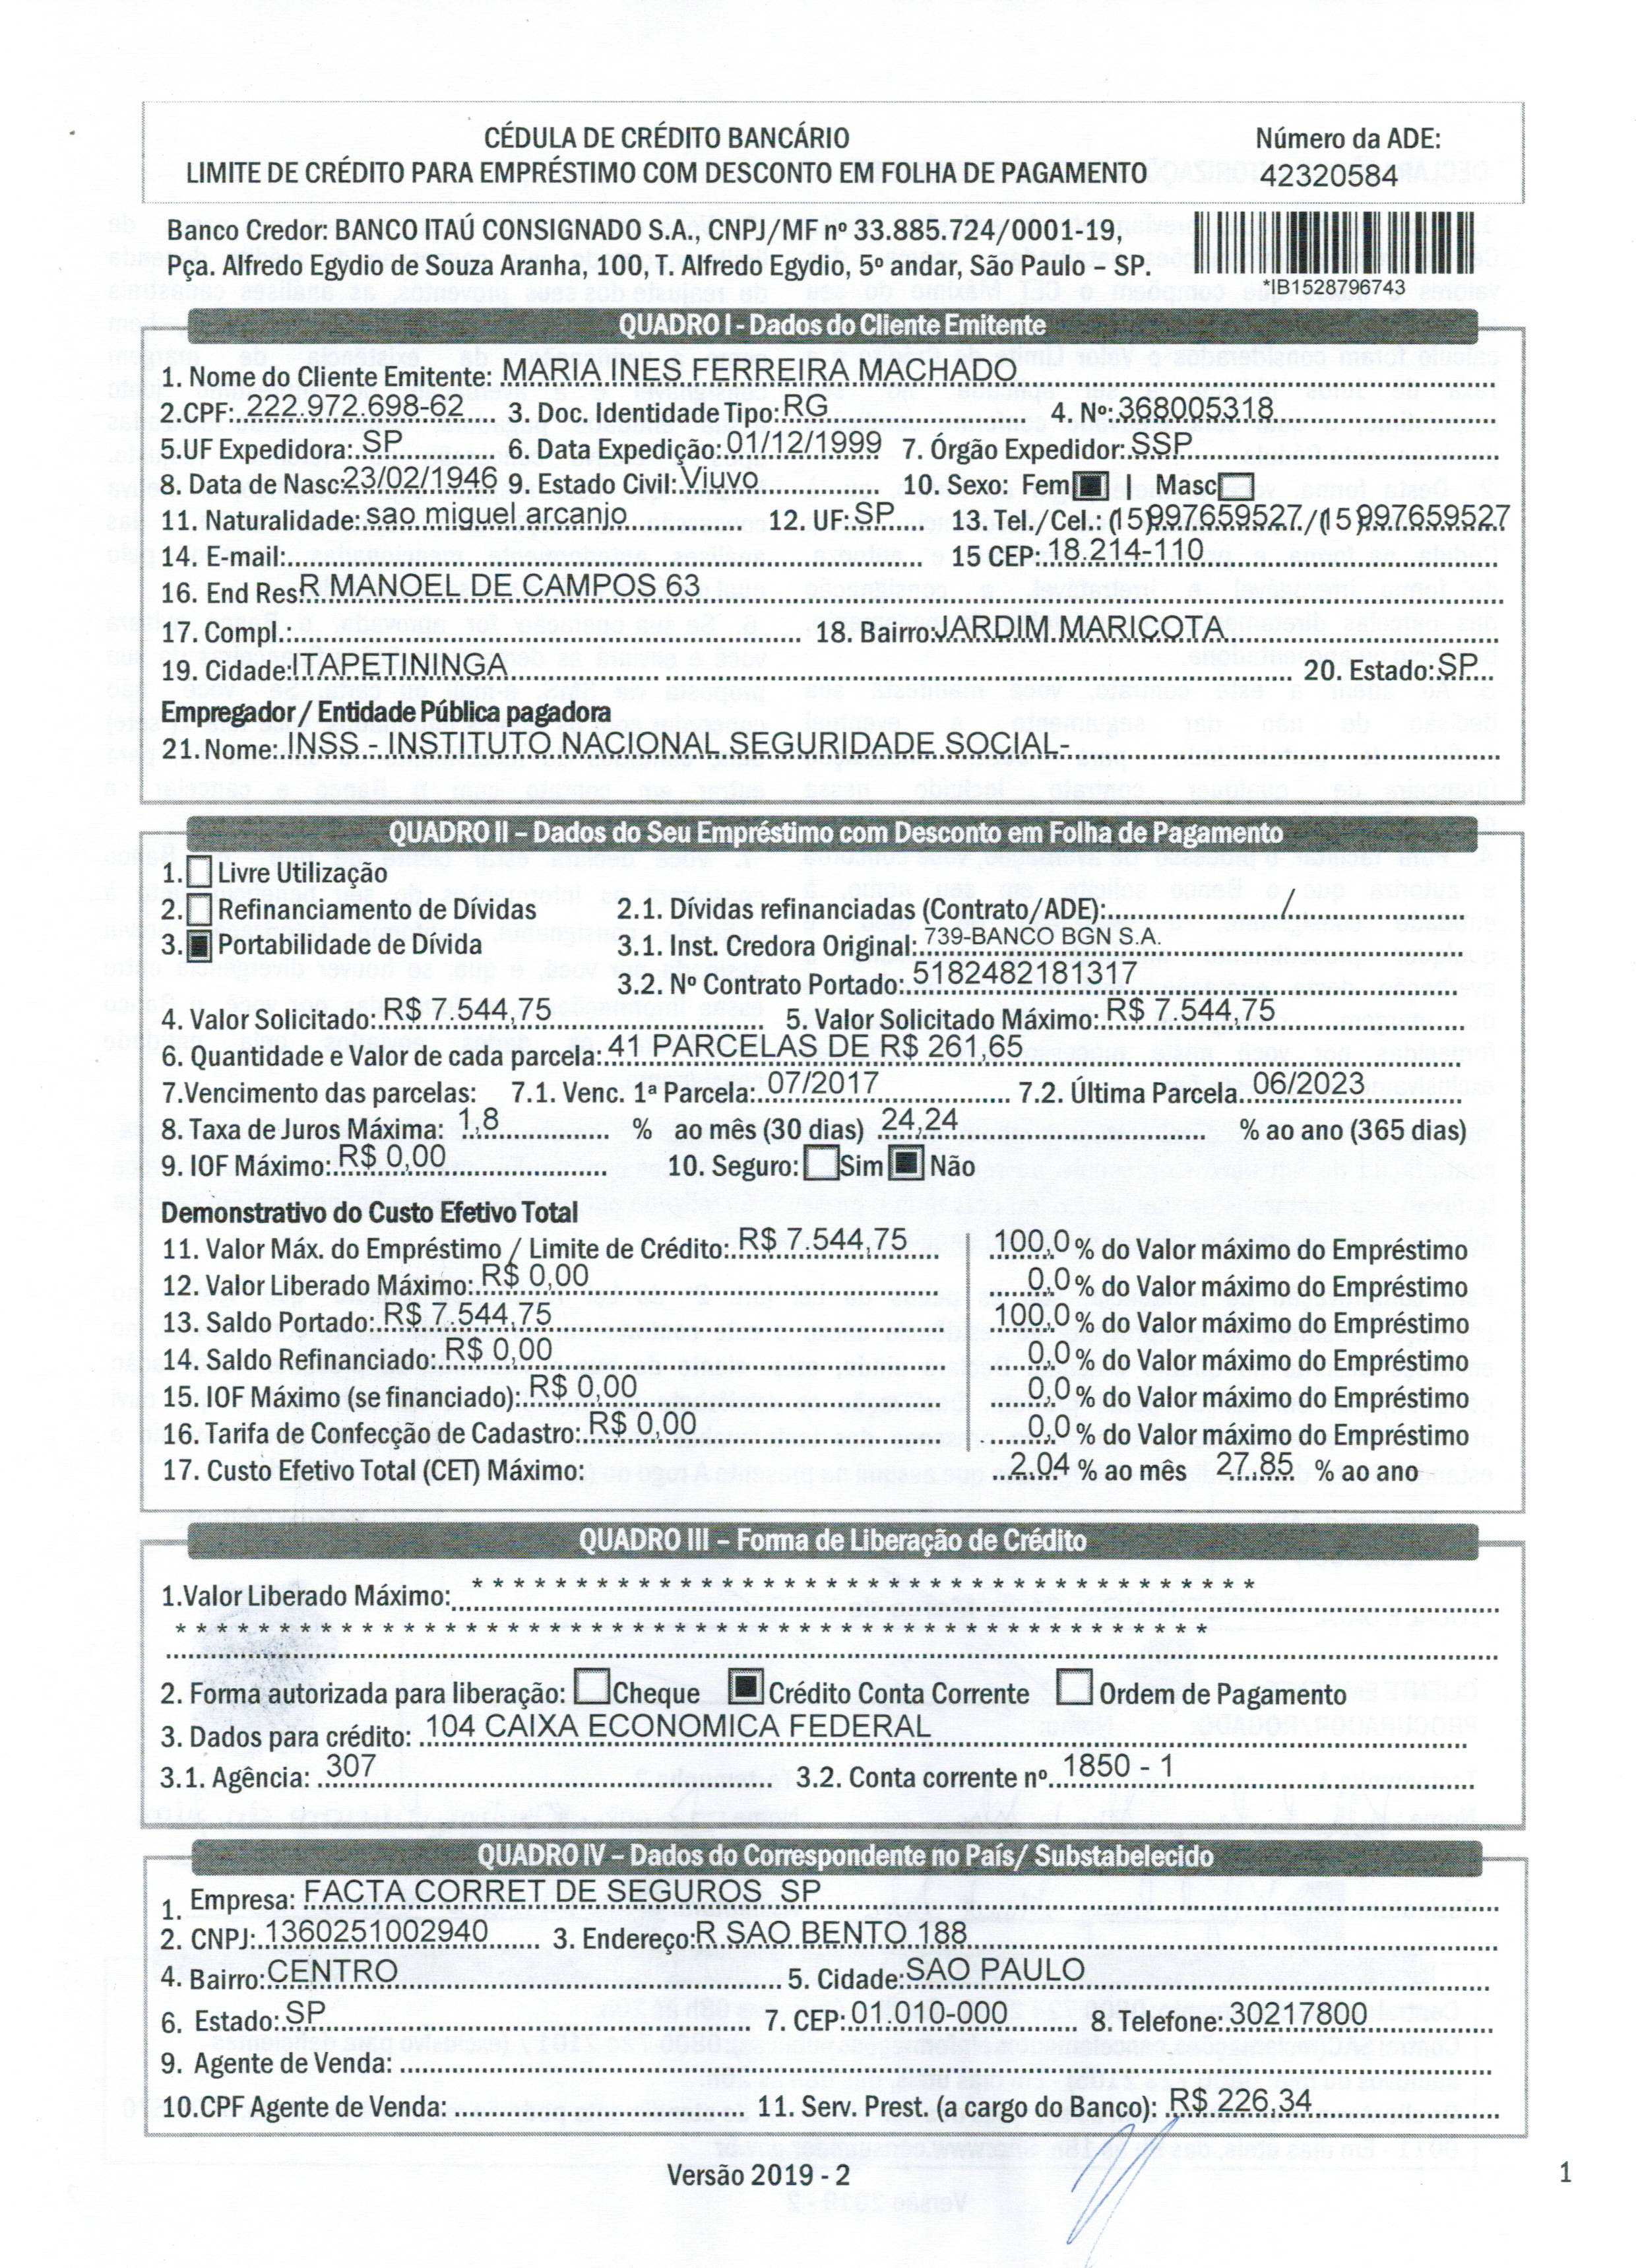 CÉDULA DE CRÉDITO BANCÁRIO
LIMITE DE CRÉDITO PARA EMPRÉSTIMO COM DESCONTO EM FOLHA DE PAGAMENTO
Número da ADE:
42320584
Banco Credor: BANCO ITAÚ CONSIGNADO S.A., CNPJ/MF nº 33.885.724/0001-19,
Pça. Alfredo Egydio de Souza Aranha, 100, T. Alfredo Egydio, 5º andar, São Paulo – SP.
*IB1528796743
QUADRO I - Dados do Cliente Emitente
1. Nome do Cliente Emitente: MARIA INES FERREIRA MACHADO
2.CPF: 222.972.698-62 3. Doc. Identidade Tipo: RG 4. Nº: 368005318
5.UF Expedidora: SP 6. Data Expedição: 01/12/1999 7. Órgão Expedidor: SSP
8. Data de Nasc: 23/02/1946 9. Estado Civil: Viuvo 10. Sexo: Fem | Masc
11. Naturalidade: sao miguel arcanjo 12. UF: SP 13. Tel./Cel.: (15)997659527/(15)997659527
14. E-mail: 15 CEP: 18.214-110
16. End Res: R MANOEL DE CAMPOS 63
17. Compl.: 18. Bairro: JARDIM MARICOTA
19. Cidade: ITAPETININGA 20. Estado: SP
Empregador / Entidade Pública pagadora
21. Nome: INSS - INSTITUTO NACIONAL SEGURIDADE SOCIAL-
QUADRO II – Dados do Seu Empréstimo com Desconto em Folha de Pagamento
1. Livre Utilização
2. Refinanciamento de Dívidas 2.1. Dívidas refinanciadas (Contrato/ADE): /
3. Portabilidade de Dívida 3.1. Inst. Credora Original: 739-BANCO BGN S.A.
3.2. Nº Contrato Portado: 5182482181317
4. Valor Solicitado: R$ 7.544,75 5. Valor Solicitado Máximo: R$ 7.544,75
6. Quantidade e Valor de cada parcela: 41 PARCELAS DE R$ 261,65
7.Vencimento das parcelas: 7.1. Venc. 1ª Parcela: 07/2017 7.2. Última Parcela 06/2023
8. Taxa de Juros Máxima: 1,8 % ao mês (30 dias) 24,24 % ao ano (365 dias)
9. IOF Máximo: R$ 0,00 10. Seguro: Sim Não
Demonstrativo do Custo Efetivo Total
11. Valor Máx. do Empréstimo / Limite de Crédito: R$ 7.544,75 100,0 % do Valor máximo do Empréstimo
12. Valor Liberado Máximo: R$ 0,00 0,0 % do Valor máximo do Empréstimo
13. Saldo Portado: R$ 7.544,75 100,0 % do Valor máximo do Empréstimo
14. Saldo Refinanciado: R$ 0,00 0,0 % do Valor máximo do Empréstimo
15. IOF Máximo (se financiado): R$ 0,00 0,0 % do Valor máximo do Empréstimo
16. Tarifa de Confecção de Cadastro: R$ 0,00 0,0 % do Valor máximo do Empréstimo
17. Custo Efetivo Total (CET) Máximo: 2,04 % ao mês 27,85 % ao ano
QUADRO III – Forma de Liberação de Crédito
1.Valor Liberado Máximo: * * * * * * * * * * * * * * * * * * * * * * * * * * * * * * * * * * * * * *
* * * * * * * * * * * * * * * * * * * * * * * * * * * * * * * * * * * * * * * * * * * * * * * * * *
2. Forma autorizada para liberação: Cheque Crédito Conta Corrente Ordem de Pagamento
3. Dados para crédito: 104 CAIXA ECONOMICA FEDERAL
3.1. Agência: 307 3.2. Conta corrente nº 1850 - 1
QUADRO IV – Dados do Correspondente no País/ Substabelecido
1. Empresa: FACTA CORRET DE SEGUROS SP
2. CNPJ: 1360251002940 3. Endereço: R SAO BENTO 188
4. Bairro: CENTRO 5. Cidade: SAO PAULO
6. Estado: SP 7. CEP: 01.010-000 8. Telefone: 30217800
9. Agente de Venda:
10.CPF Agente de Venda: 11. Serv. Prest. (a cargo do Banco): R$ 226,34
Versão 2019 - 2
1